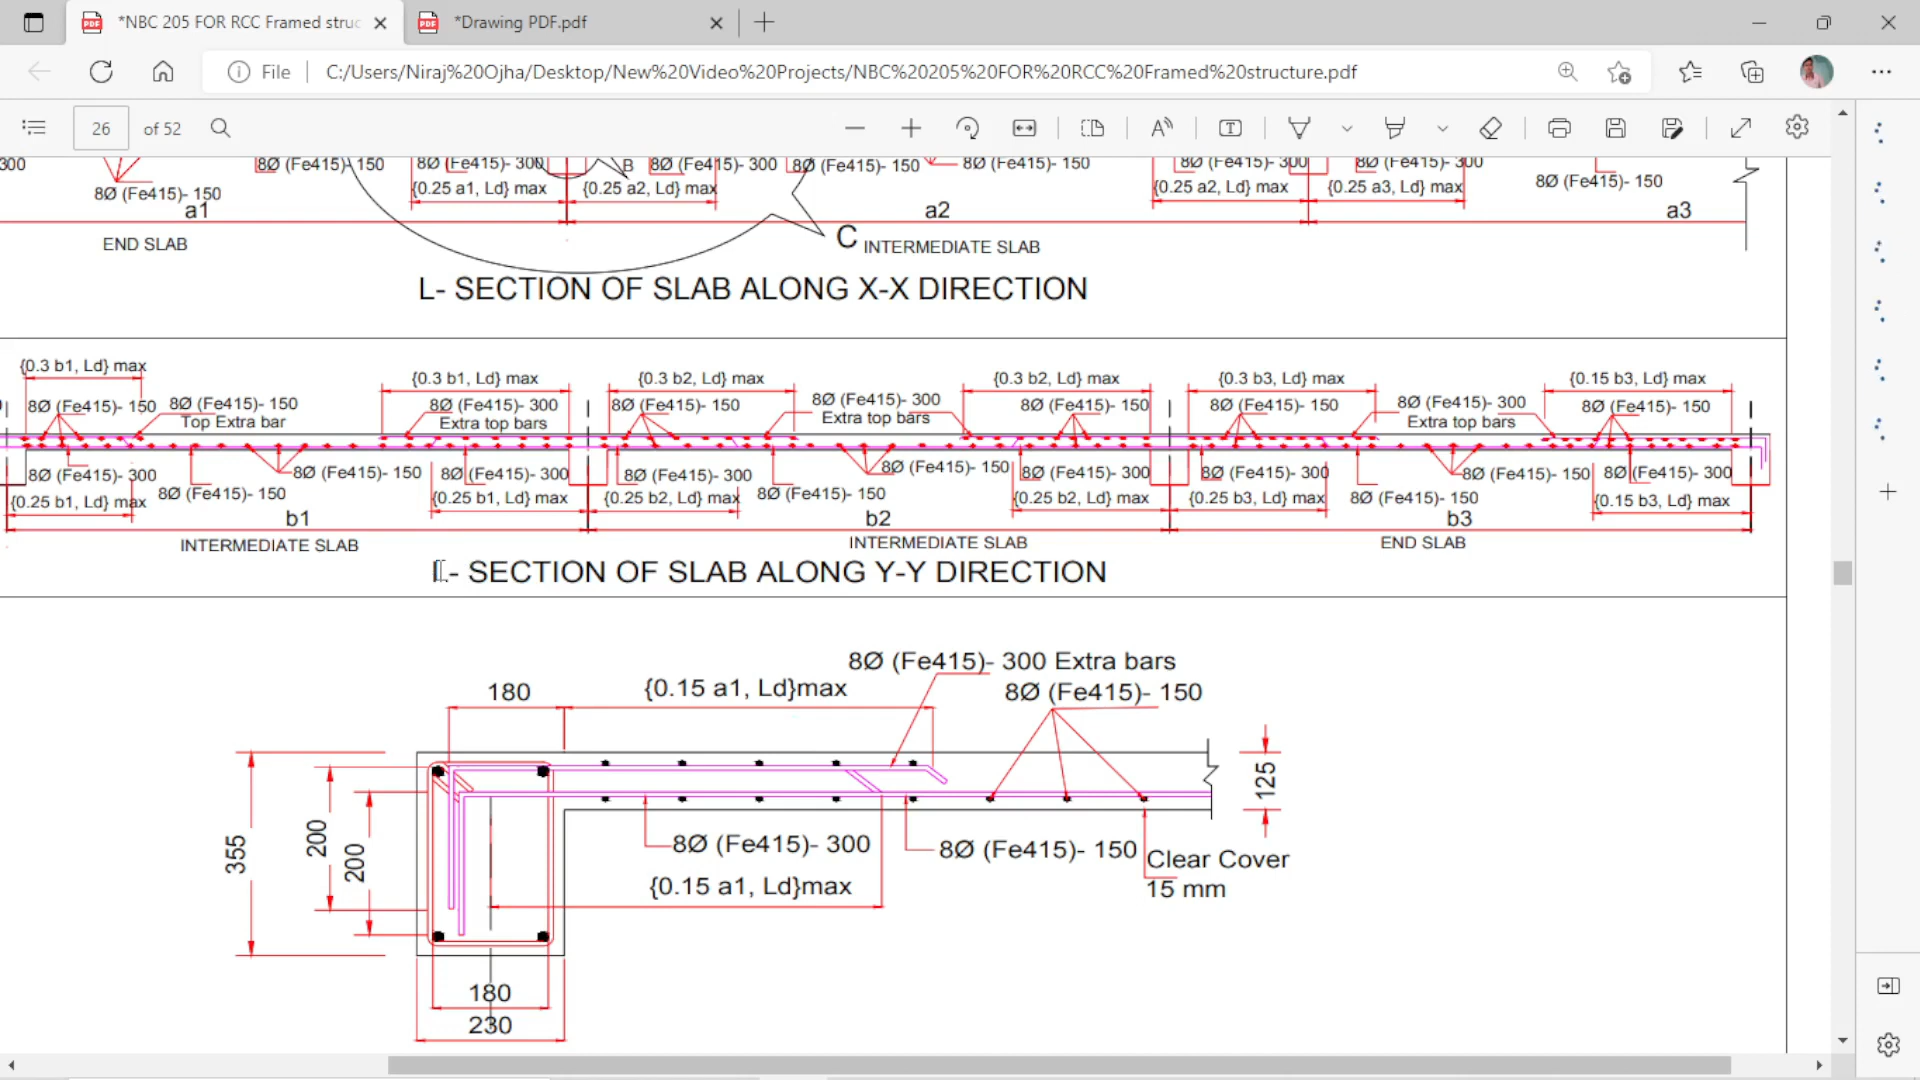 *NBC 205 FOR RCC Framed struc
*Drawing PDF.pdf
File
C:/Users/Niraj%20Ojha/Desktop/New%20Video%20Projects/NBC%20205%20FOR%20RCC%20Framed%20structure.pdf
26 of 52
300
8Ø (Fe415)-150
8Ø (Fe415)- 300
B
8Ø (Fe415)- 300
8Ø (Fe415)- 150
8Ø (Fe415)- 150
8Ø (Fe415)- 300
8Ø (Fe415)- 300
8Ø (Fe415)- 150
{0.25 a1, Ld} max
{0.25 a2, Ld} max
{0.25 a2, Ld} max
{0.25 a3, Ld} max
8Ø (Fe415)- 150
a1
a2
a3
END SLAB
C
INTERMEDIATE SLAB
L- SECTION OF SLAB ALONG X-X DIRECTION
{0.3 b1, Ld} max
{0.3 b1, Ld} max
{0.3 b2, Ld} max
{0.3 b2, Ld} max
{0.3 b3, Ld} max
{0.15 b3, Ld} max
8Ø (Fe415)- 150
8Ø (Fe415)- 150
Top Extra bar
8Ø (Fe415)- 300
Extra top bars
8Ø (Fe415)- 150
8Ø (Fe415)- 300
Extra top bars
8Ø (Fe415)- 150
8Ø (Fe415)- 150
8Ø (Fe415)- 300
Extra top bars
8Ø (Fe415)- 150
8Ø (Fe415)- 300
8Ø (Fe415)- 150
8Ø (Fe415)- 150
8Ø (Fe415)- 300
8Ø (Fe415)- 300
8Ø (Fe415)- 150
8Ø (Fe415)- 150
8Ø (Fe415)- 300
8Ø (Fe415)- 300
8Ø (Fe415)- 150
8Ø (Fe415)- 150
8Ø (Fe415)- 300
{0.25 b1, Ld} max
{0.25 b1, Ld} max
{0.25 b2, Ld} max
{0.25 b2, Ld} max
{0.25 b3, Ld} max
{0.15 b3, Ld} max
b1
b2
b3
INTERMEDIATE SLAB
INTERMEDIATE SLAB
END SLAB
L- SECTION OF SLAB ALONG Y-Y DIRECTION
8Ø (Fe415)- 300 Extra bars
180
{0.15 a1, Ld}max
8Ø (Fe415)- 150
125
355
200
200
8Ø (Fe415)- 300
8Ø (Fe415)- 150
Clear Cover
15 mm
{0.15 a1, Ld}max
180
230